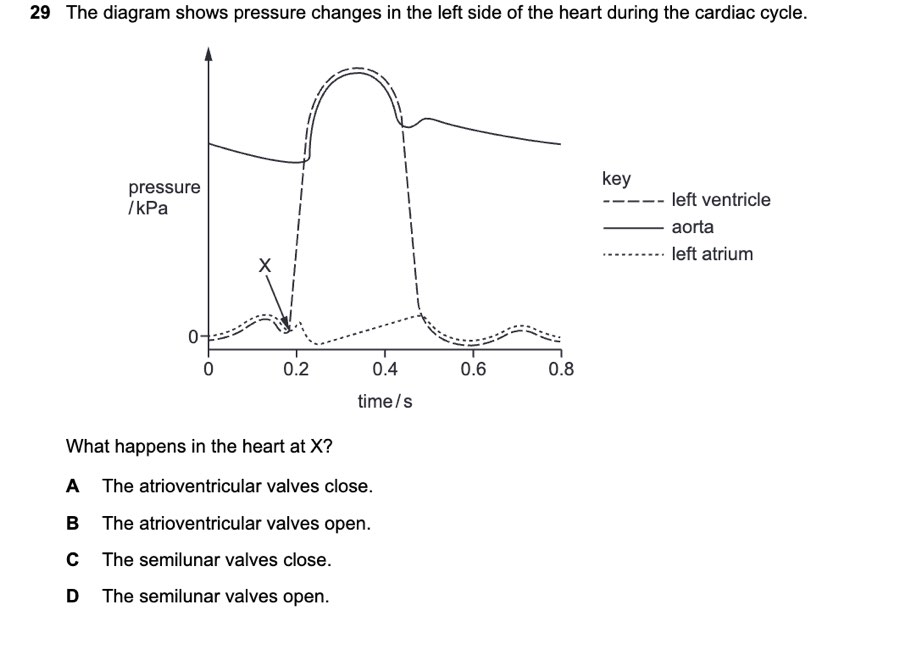 29 The diagram shows pressure changes in the left side of the heart during the cardiac cycle.
pressure
/kPa
X
0
0 0.2 0.4 0.6 0.8
time/s
key
left ventricle
aorta
left atrium
What happens in the heart at X?
A The atrioventricular valves close.
B The atrioventricular valves open.
C The semilunar valves close.
D The semilunar valves open.